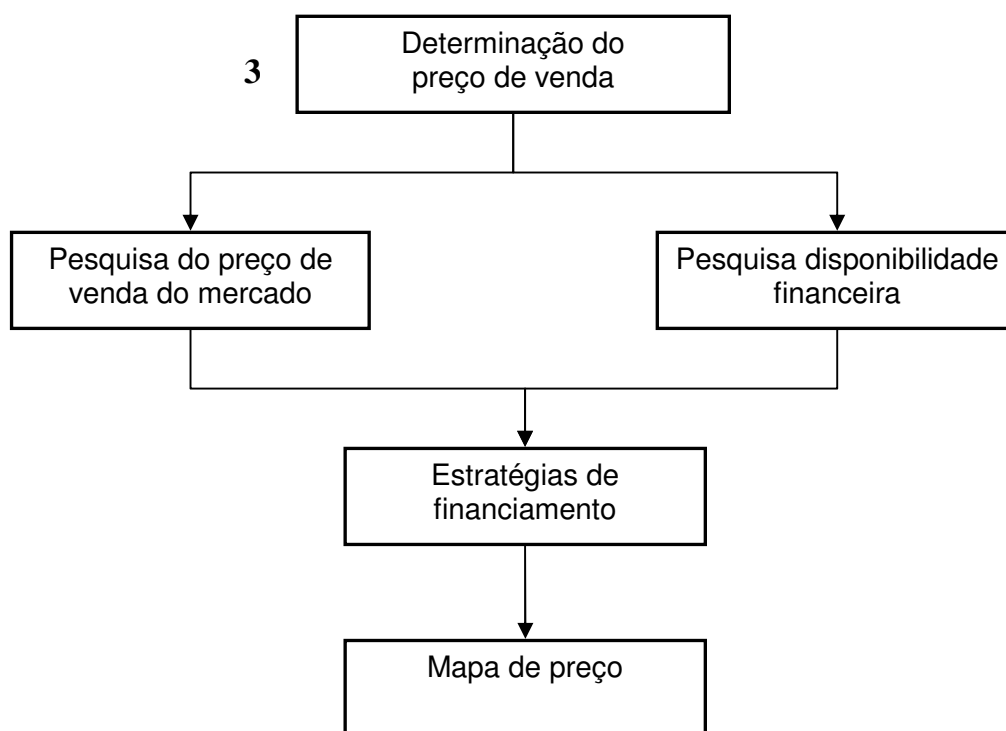 3
Determinação do
preço de venda
Pesquisa do preço de
venda do mercado
Pesquisa disponibilidade
financeira
Estratégias de
financiamento
Mapa de preço